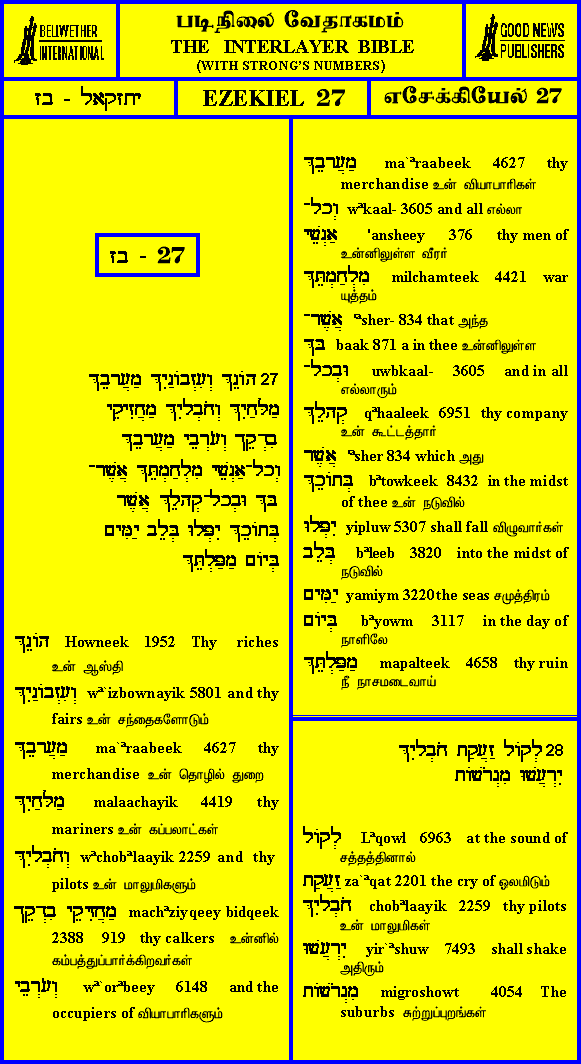 BELLWETHER
INTERNATIONAL
படிநிலை வேதாகமம்
THE INTERLAYER BIBLE
(WITH STRONG'S NUMBERS)
GOOD NEWS
PUBLISHERS
יחזקאל - בז
EZEKIEL 27
எசேக்கியேல் 27
בז - 27
27 הוֹנֵךְ וְעִזְבוֹנַיִךְ מַעֲרָבֵךְ
מַלָּחַיִךְ וְחֹבְלָיִךְ מַחֲזִיקֵי
בִדְקֵךְ וְעֹרְבֵי מַעֲרָבֵךְ
וְכָל־אַנְשֵׁי מִלְחַמְתֵּךְ אֲשֶׁר־
בָּךְ וּבְכָל־קְהָלֵךְ אֲשֶׁר
בְּתוֹכֵךְ יִפְּלוּ בְּלֵב יַמִּים
בְּיוֹם מַפַּלְתֵּךְ
הוֹנֵךְ Howneek 1952 Thy riches
உன் ஆஸ்தி
וְעִזְבוֹנַיִךְ wᵃ`izbownayik 5801 and thy
fairs உன் சந்தைகளோடும்
מַעֲרָבֵךְ ma`ᵃraabeek 4627 thy
merchandise உன் தொழில் துறை
מַלָּחַיִךְ malaachayik 4419 thy
mariners உன் கப்பலாட்கள்
וְחֹבְלָיִךְ wᵃchobᵃlaayik 2259 and thy
pilots உன் மாலுமிகளும்
מַחֲזִיקֵי בִדְקֵךְ machᵃziyqeey bidqeek
2388 919 thy calkers உன்னில்
கம்பத்துப்பார்க்கிறவர்கள்
וְעֹרְבֵי wᵃ`orᵃbeey 6148 and the
occupiers of வியாபாரிகளும்
מַעֲרָבֵךְ ma`ᵃraabeek 4627 thy
merchandise உன் வியாபாரிகள்
וְכָל־ wᵃkaal- 3605 and all எல்லா
אַנְשֵׁי 'ansheey 376 thy men of
உன்னிலுள்ள வீரர்
מִלְחַמְתֵּךְ milchamteek 4421 war
யுத்தம்
אֲשֶׁר־ ᵃsher- 834 that அந்த
בָּךְ baak 871 a in thee உன்னிலுள்ள
וּבְכָל־ uwbkaal- 3605 and in all
எல்லாரும்
קְהָלֵךְ qᵃhaaleek 6951 thy company
உன் கூட்டத்தார்
אֲשֶׁר ᵃsher 834 which அது
בְּתוֹכֵךְ bᵃtowkeek 8432 in the midst
of thee உன் நடுவில்
יִפְּלוּ yipluw 5307 shall fall விழுவார்கள்
בְּלֵב bᵃleeb 3820 into the midst of
நடுவில்
יַמִּים yamiym 3220 the seas சமுத்திரம்
בְּיוֹם bᵃyowm 3117 in the day of
நாளிலே
מַפַּלְתֵּךְ mapalteek 4658 thy ruin
நீ நாசமடைவாய்
28 לְקוֹל זַעֲקַת חֹבְלָיִךְ
יִרְעֲשׁוּ מִגְרֹשׁוֹת
לְקוֹל Lᵃqowl 6963 at the sound of
சத்தத்தினால்
זַעֲקַת za`ᵃqat 2201 the cry of ஓலமிடும்
חֹבְלָיִךְ chobᵃlaayik 2259 thy pilots
உன் மாலுமிகள்
יִרְעֲשׁוּ yir`ᵃshuw 7493 shall shake
அதிரும்
מִגְרֹשׁוֹת migroshowt 4054 The
suburbs சுற்றுப்புறங்கள்